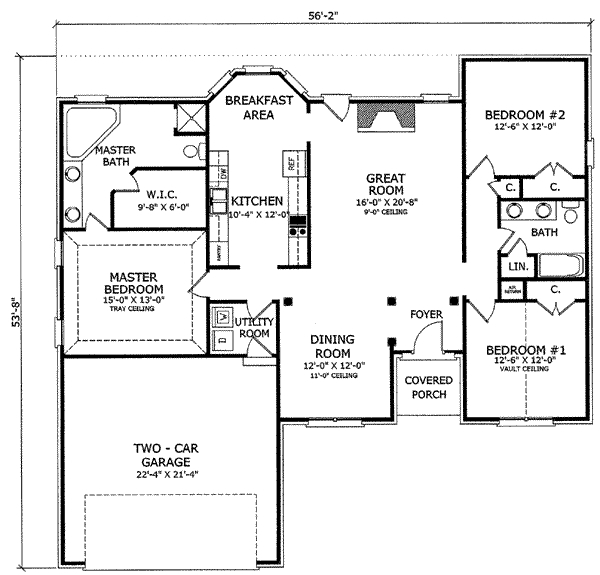 56'-2"
53'-8"
BREAKFAST
AREA
BEDROOM #2
12'-6" X 12'-0"
MASTER
BATH
GREAT
ROOM
16'-0" X 20'-8"
9'-0" CEILING
DW
REF
W.I.C.
9'-8" X 6'-0"
KITCHEN
10'-4" X 12'-0"
C.
C.
BATH
PANTRY
LIN.
MASTER
BEDROOM
15'-0" X 13'-0"
TRAY CEILING
AIR
RETURN
C.
W
D
UTILITY
ROOM
FOYER
DINING
ROOM
12'-0" X 12'-0"
11'-0" CEILING
BEDROOM #1
12'-6" X 12'-0"
VAULT CEILING
COVERED
PORCH
TWO - CAR
GARAGE
22'-4" X 21'-4"